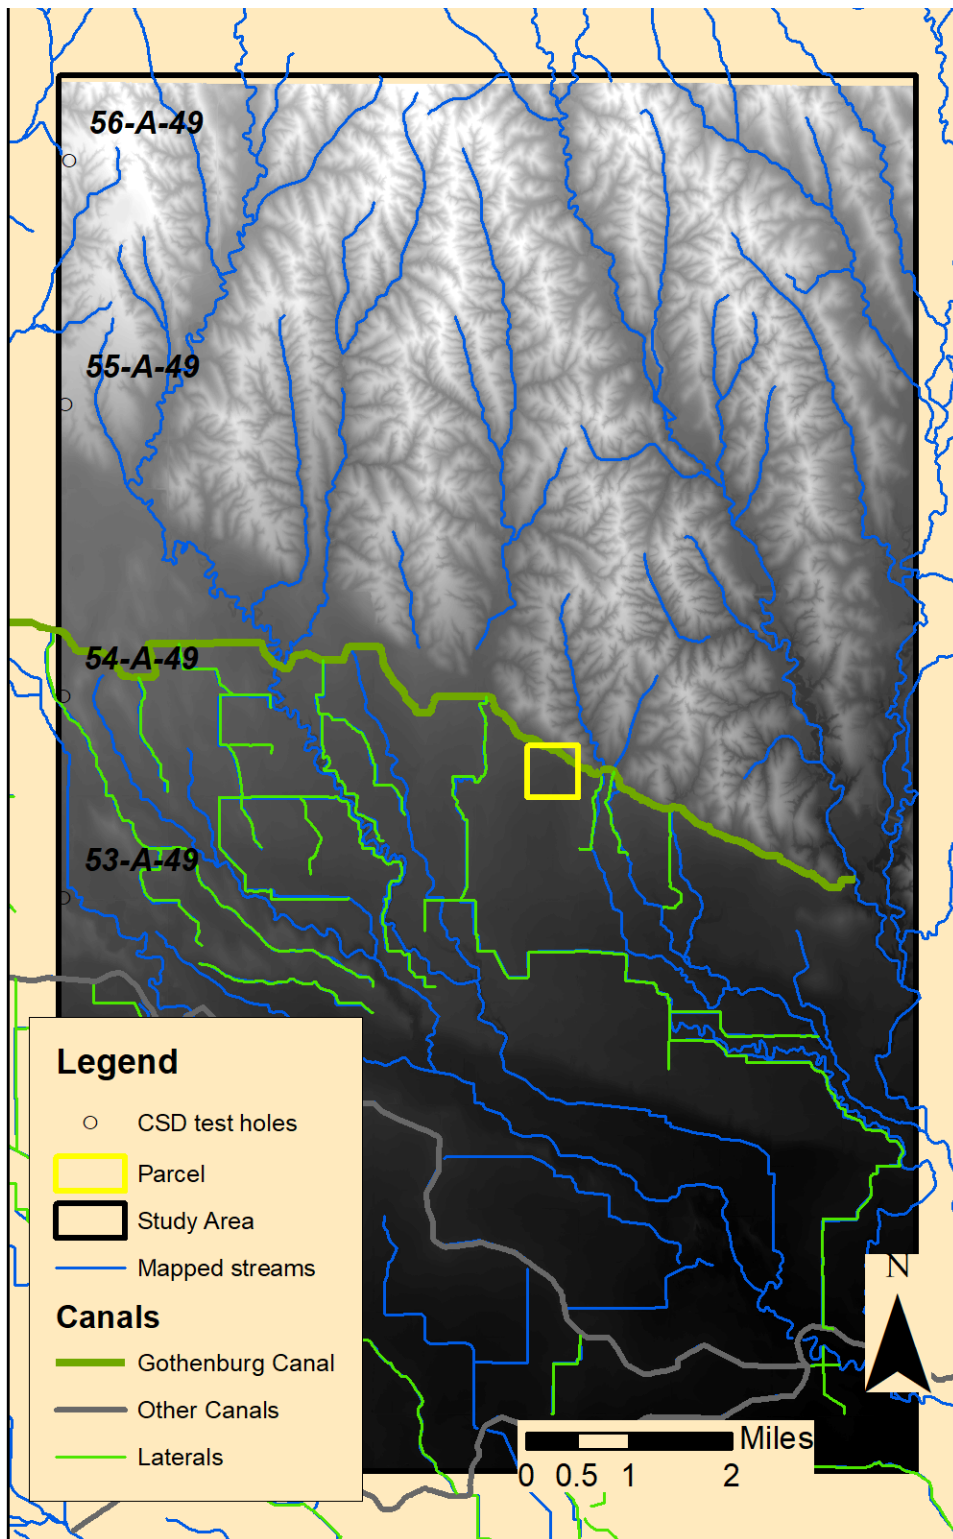 56-A-49
55-A-49
54-A-49
53-A-49
Legend
CSD test holes
Parcel
Study Area
Mapped streams
Canals
Gothenburg Canal
Other Canals
Laterals
N
Miles
0 0.5 1 2